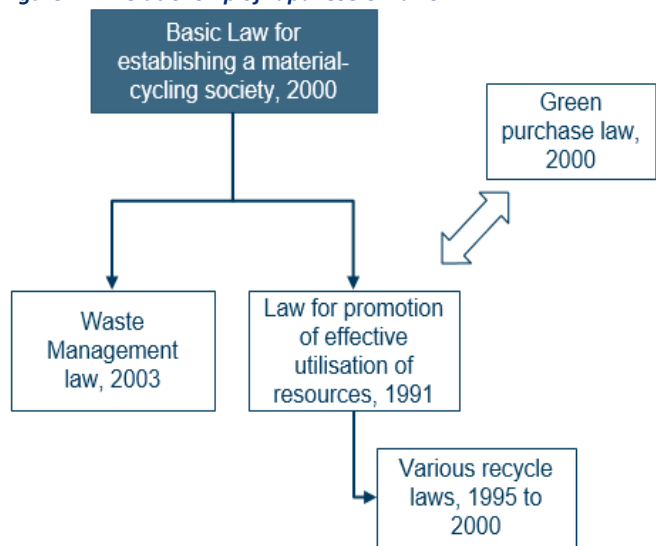 Basic Law for
establishing a material-
cycling society, 2000
Green
purchase law,
2000
Waste
Management
law, 2003
Law for promotion
of effective
utilisation of
resources, 1991
Various recycle
laws, 1995 to
2000